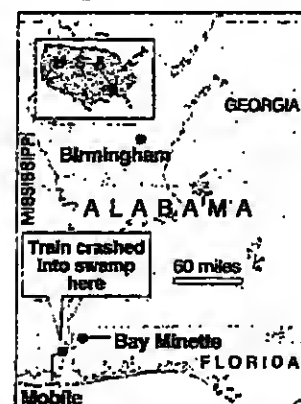 GEORGIA
Birmingham
MISSISSIPPI
ALABAMA
Train crashed
into swamp
here
60 miles
Bay Minette
FLORIDA
Mobile